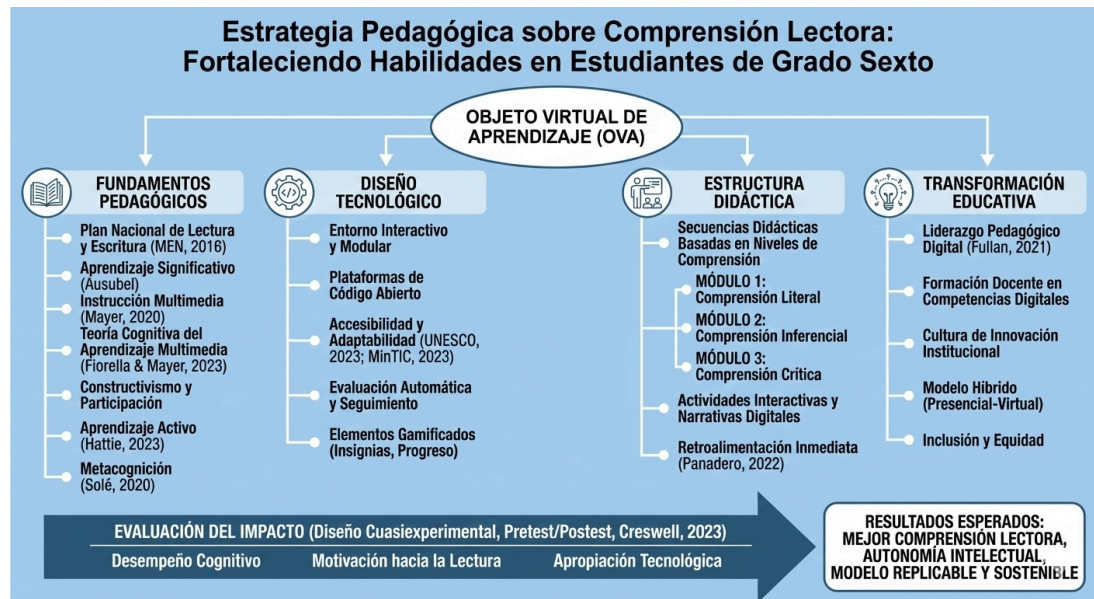 Estrategia Pedagógica sobre Comprensión Lectora:
Fortaleciendo Habilidades en Estudiantes de Grado Sexto
OBJETO VIRTUAL DE
APRENDIZAJE (OVA)
FUNDAMENTOS
PEDAGÓGICOS
Plan Nacional de Lectura
y Escritura (MEN, 2016)
Aprendizaje Significativo
(Ausubel)
Instrucción Multimedia
(Mayer, 2020)
Teoría Cognitiva del
Aprendizaje Multimedia
(Fiorella & Mayer, 2023)
Constructivismo y
Participación
Aprendizaje Activo
(Hattie, 2023)
Metacognición
(Solé, 2020)
DISEÑO
TECNOLÓGICO
Entorno Interactivo
y Modular
Plataformas de
Código Abierto
Accesibilidad y
Adaptabilidad (UNESCO,
2023; MinTIC, 2023)
Evaluación Automática
y Seguimiento
Elementos Gamificados
(Insignias, Progreso)
ESTRUCTURA
DIDÁCTICA
Secuencias Didácticas
Basadas en Niveles de
Comprensión
MÓDULO 1:
Comprensión Literal
MÓDULO 2:
Comprensión Inferencial
MÓDULO 3:
Comprensión Crítica
Actividades Interactivas y
Narrativas Digitales
Retroalimentación Inmediata
(Panadero, 2022)
TRANSFORMACIÓN
EDUCATIVA
Liderazgo Pedagógico
Digital (Fullan, 2021)
Formación Docente en
Competencias Digitales
Cultura de Innovación
Institucional
Modelo Híbrido
(Presencial-Virtual)
Inclusión y Equidad
EVALUACIÓN DEL IMPACTO (Diseño Cuasiexperimental, Pretest/Postest, Creswell, 2023)
Desempeño Cognitivo
Motivación hacia la Lectura
Apropiación Tecnológica
RESULTADOS ESPERADOS:
MEJOR COMPRENSIÓN LECTORA,
AUTONOMÍA INTELECTUAL,
MODELO REPLICABLE Y SOSTENIBLE